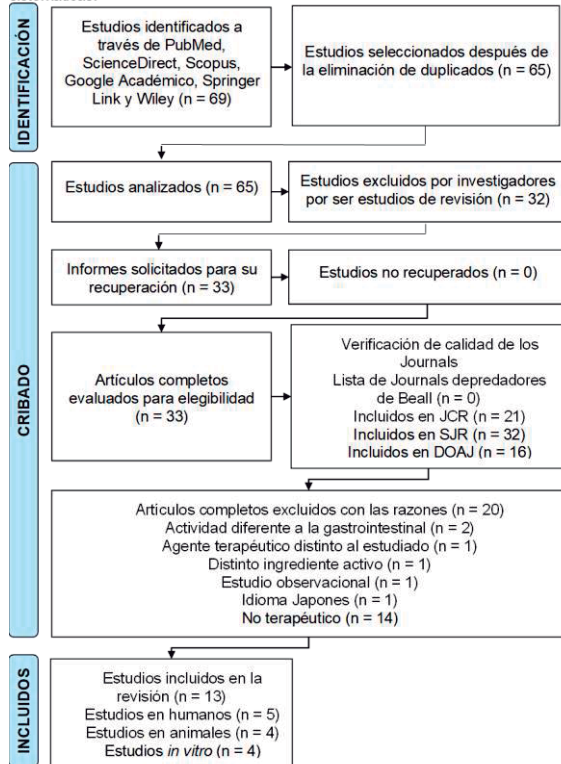 IDENTIFICACIÓN
Estudios identificados a
través de PubMed,
ScienceDirect, Scopus,
Google Académico, Springer
Link y Wiley (n = 69)
Estudios seleccionados después de
la eliminación de duplicados (n = 65)
CRIBADO
Estudios analizados (n = 65)
Estudios excluidos por investigadores
por ser estudios de revisión (n = 32)
Informes solicitados para su
recuperación (n = 33)
Estudios no recuperados (n = 0)
Artículos completos
evaluados para elegibilidad
(n = 33)
Verificación de calidad de los
Journals
Lista de Journals depredadores
de Beall (n = 0)
Incluidos en JCR (n = 21)
Incluidos en SJR (n = 32)
Incluidos en DOAJ (n = 16)
Articulos completos excluidos con las razones (n = 20)
Actividad diferente a la gastrointestinal (n = 2)
Agente terapéutico distinto al estudiado (n = 1)
Distinto ingrediente activo (n = 1)
Estudio observacional (n = 1)
Idioma Japones (n = 1)
No terapéutico (n = 14)
INCLUIDOS
Estudios incluidos en la
revisión (n = 13)
Estudios en humanos (n = 5)
Estudios en animales (n = 4)
Estudios in vitro (n = 4)